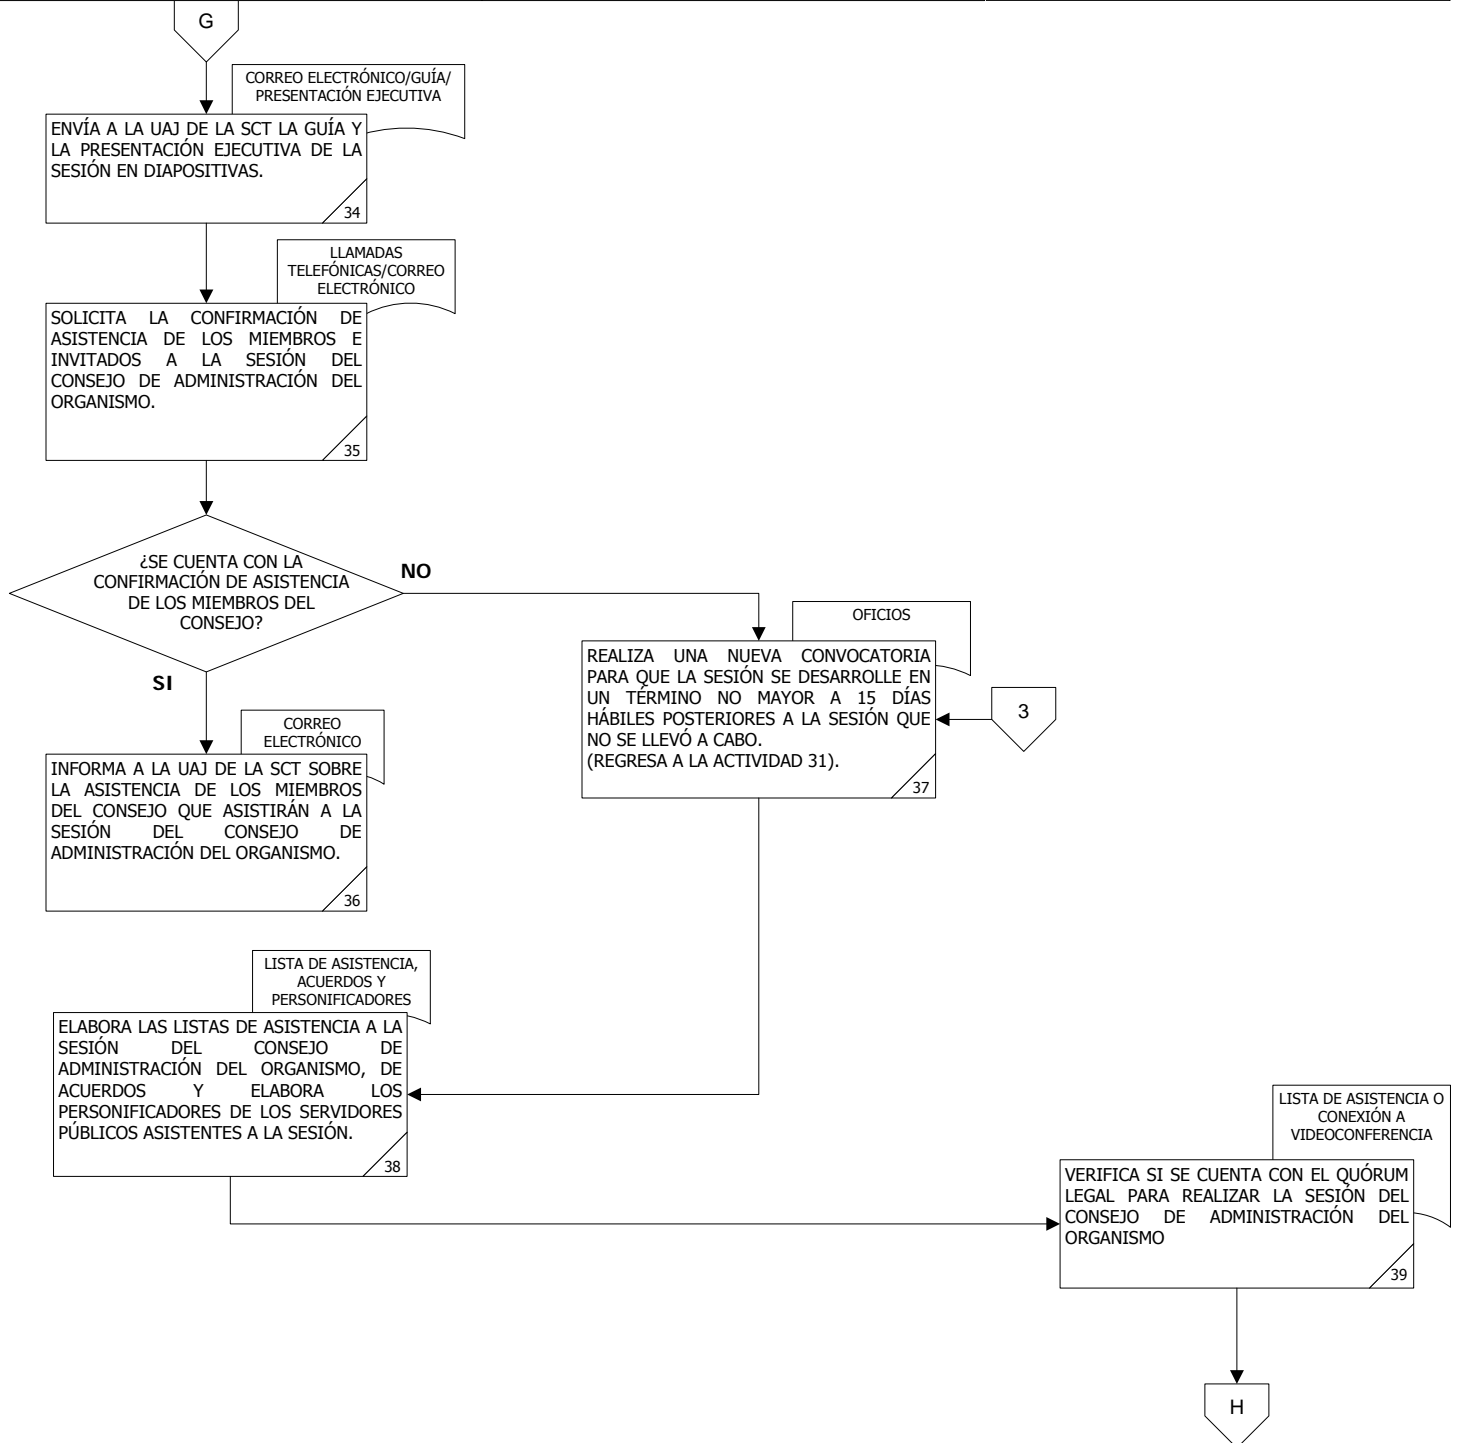 G
CORREO ELECTRÓNICO/GUÍA/
PRESENTACIÓN EJECUTIVA
ENVÍA A LA UAJ DE LA SCT LA GUÍA Y
LA PRESENTACIÓN EJECUTIVA DE LA
SESIÓN EN DIAPOSITIVAS.
34
LLAMADAS
TELEFÓNICAS/CORREO
ELECTRÓNICO
SOLICITA LA CONFIRMACIÓN DE
ASISTENCIA DE LOS MIEMBROS E
INVITADOS A LA SESIÓN DEL
CONSEJO DE ADMINISTRACIÓN DEL
ORGANISMO.
35
¿SE CUENTA CON LA
CONFIRMACIÓN DE ASISTENCIA
DE LOS MIEMBROS DEL
CONSEJO?
NO
SI
OFICIOS
REALIZA UNA NUEVA CONVOCATORIA
PARA QUE LA SESIÓN SE DESARROLLE EN
UN TÉRMINO NO MAYOR A 15 DÍAS
HÁBILES POSTERIORES A LA SESIÓN QUE
NO SE LLEVÓ A CABO.
(REGRESA A LA ACTIVIDAD 31).
37
3
CORREO
ELECTRÓNICO
INFORMA A LA UAJ DE LA SCT SOBRE
LA ASISTENCIA DE LOS MIEMBROS
DEL CONSEJO QUE ASISTIRÁN A LA
SESIÓN DEL CONSEJO DE
ADMINISTRACIÓN DEL ORGANISMO.
36
LISTA DE ASISTENCIA,
ACUERDOS Y
PERSONIFICADORES
ELABORA LAS LISTAS DE ASISTENCIA A LA
SESIÓN DEL CONSEJO DE
ADMINISTRACIÓN DEL ORGANISMO, DE
ACUERDOS Y ELABORA LOS
PERSONIFICADORES DE LOS SERVIDORES
PÚBLICOS ASISTENTES A LA SESIÓN.
38
LISTA DE ASISTENCIA O
CONEXIÓN A
VIDEOCONFERENCIA
VERIFICA SI SE CUENTA CON EL QUÓRUM
LEGAL PARA REALIZAR LA SESIÓN DEL
CONSEJO DE ADMINISTRACIÓN DEL
ORGANISMO
39
H